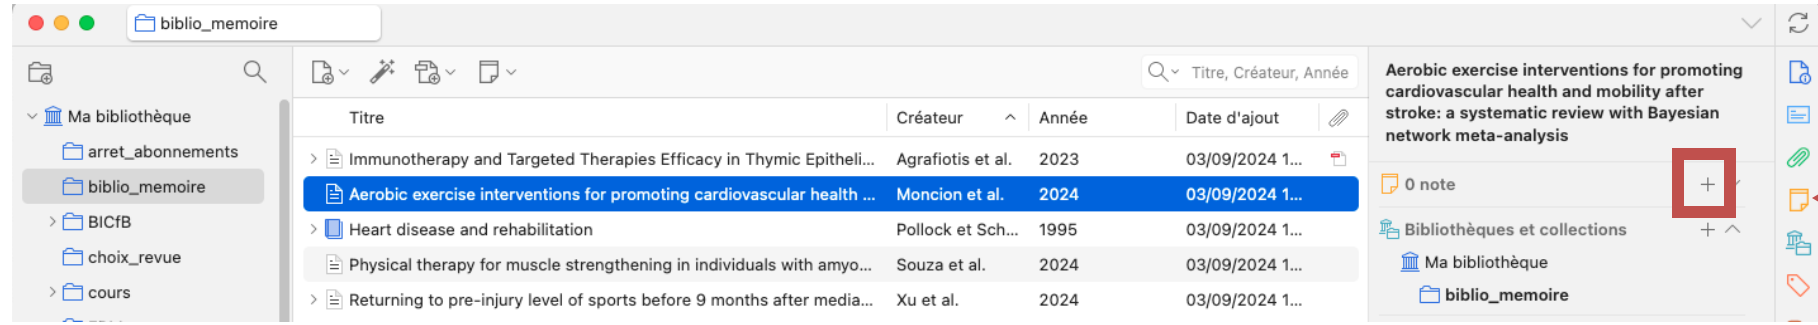 biblio_memoire
Titre, Créateur, Année
Ma bibliothèque
arret_abonnements
biblio_memoire
BICfB
choix_revue
cours
Titre Créateur Année Date d'ajout
Immunotherapy and Targeted Therapies Efficacy in Thymic Epitheli... Agrafiotis et al. 2023 03/09/2024 1...
Aerobic exercise interventions for promoting cardiovascular health ... Moncion et al. 2024 03/09/2024 1...
Heart disease and rehabilitation Pollock et Sch... 1995 03/09/2024 1...
Physical therapy for muscle strengthening in individuals with amyo... Souza et al. 2024 03/09/2024 1...
Returning to pre-injury level of sports before 9 months after media... Xu et al. 2024 03/09/2024 1...
Aerobic exercise interventions for promoting
cardiovascular health and mobility after
stroke: a systematic review with Bayesian
network meta-analysis
0 note
Bibliothèques et collections
Ma bibliothèque
biblio_memoire